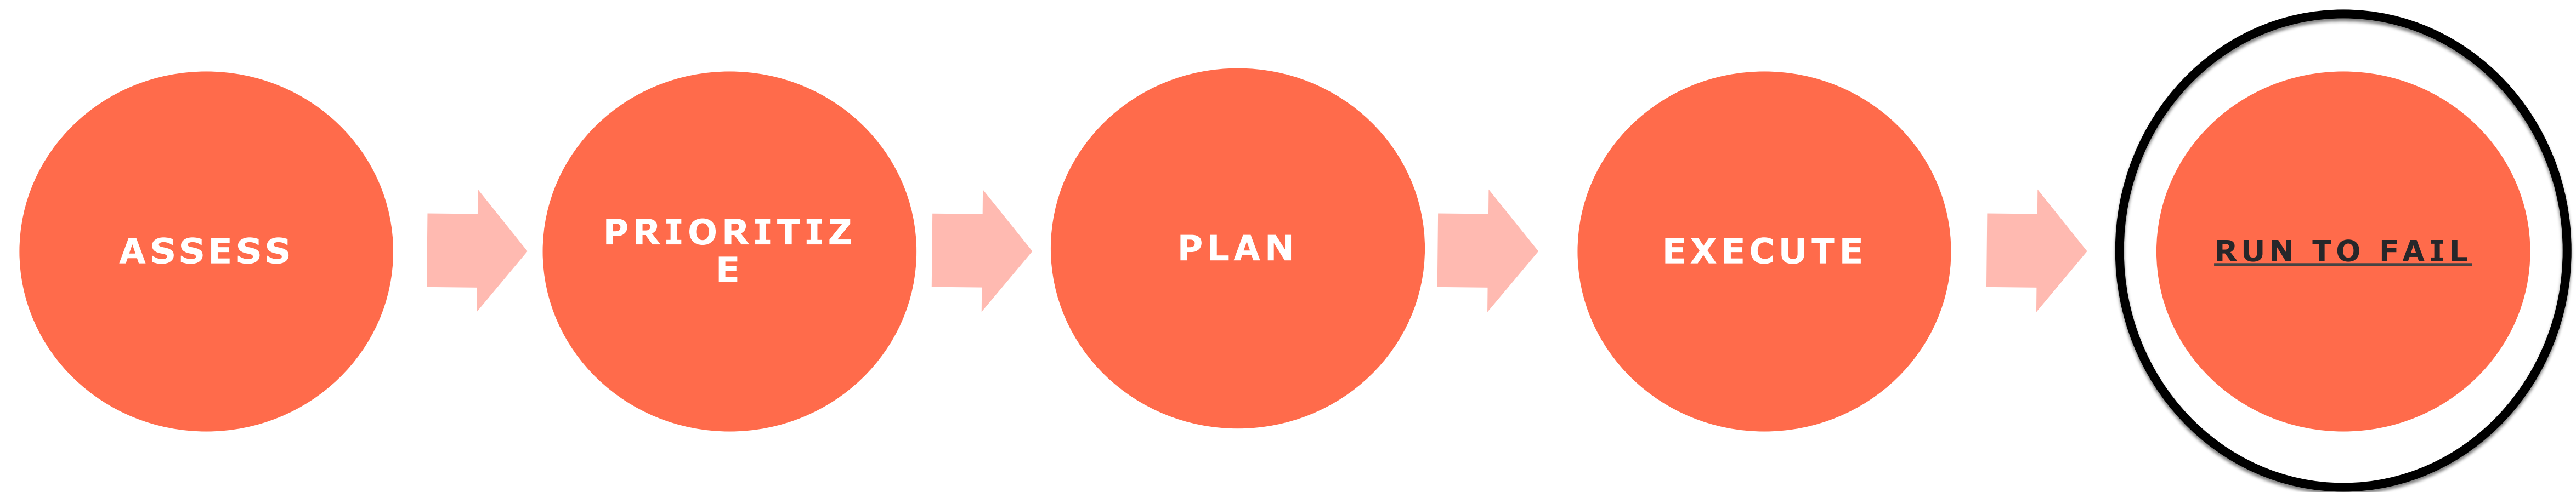 ASSESS
PRIORITIZ
E
PLAN
EXECUTE
RUN TO FAIL